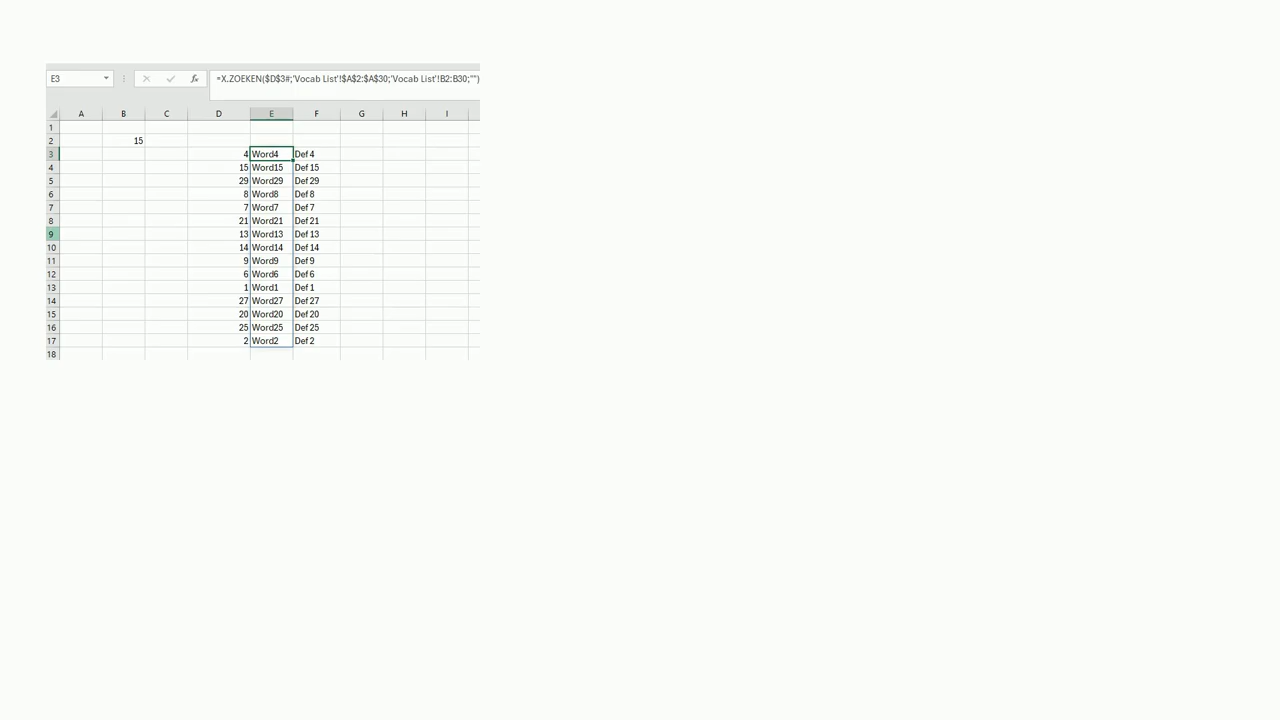 E3 fx =X.ZOEKEN($D$3#;'Vocab List'!$A$2:$A$30;'Vocab List'!B2:B30;"")
A B C D E F G H I
1
2 15
3 4 Word4 Def 4
4 15 Word15 Def 15
5 29 Word29 Def 29
6 8 Word8 Def 8
7 7 Word7 Def 7
8 21 Word21 Def 21
9 13 Word13 Def 13
10 14 Word14 Def 14
11 9 Word9 Def 9
12 6 Word6 Def 6
13 1 Word1 Def 1
14 27 Word27 Def 27
15 20 Word20 Def 20
16 25 Word25 Def 25
17 2 Word2 Def 2
18